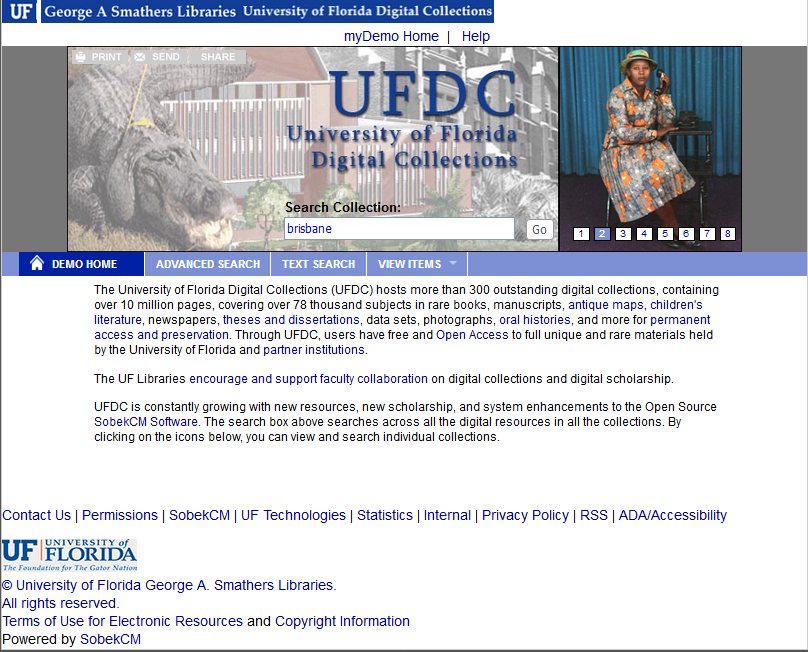 UF George A Smathers Libraries University of Florida Digital Collections
myDemo Home | Help
PRINT SEND SHARE
UFDC
University of Florida
Digital Collections
Search Collection:
brisbane Go
1 2 3 4 5 6 7 8
DEMO HOME ADVANCED SEARCH TEXT SEARCH VIEW ITEMS
The University of Florida Digital Collections (UFDC) hosts more than 300 outstanding digital collections, containing
over 10 million pages, covering over 78 thousand subjects in rare books, manuscripts, antique maps, children's
literature, newspapers, theses and dissertations, data sets, photographs, oral histories, and more for permanent
access and preservation. Through UFDC, users have free and Open Access to full unique and rare materials held
by the University of Florida and partner institutions.
The UF Libraries encourage and support faculty collaboration on digital collections and digital scholarship.
UFDC is constantly growing with new resources, new scholarship, and system enhancements to the Open Source
SobekCM Software. The search box above searches across all the digital resources in all the collections. By
clicking on the icons below, you can view and search individual collections.
Contact Us | Permissions | SobekCM | UF Technologies | Statistics | Internal | Privacy Policy | RSS | ADA/Accessibility
UF UNIVERSITY of
FLORIDA
The Foundation for The Gator Nation
© University of Florida George A. Smathers Libraries.
All rights reserved.
Terms of Use for Electronic Resources and Copyright Information
Powered by SobekCM